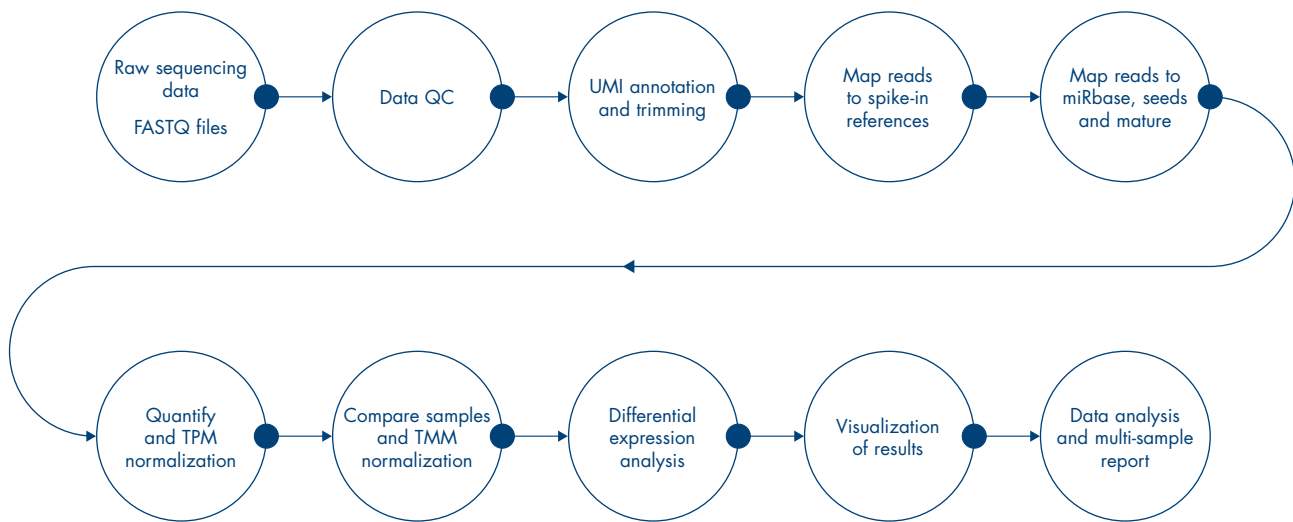 Raw sequencing
data
FASTQ files
Data QC
UMI annotation
and trimming
Map reads
to spike-in
references
Map reads to
miRbase, seeds
and mature
Quantify
and TPM
normalization
Compare samples
and TMM
normalization
Differential
expression
analysis
Visualization
of results
Data analysis
and multi-sample
report